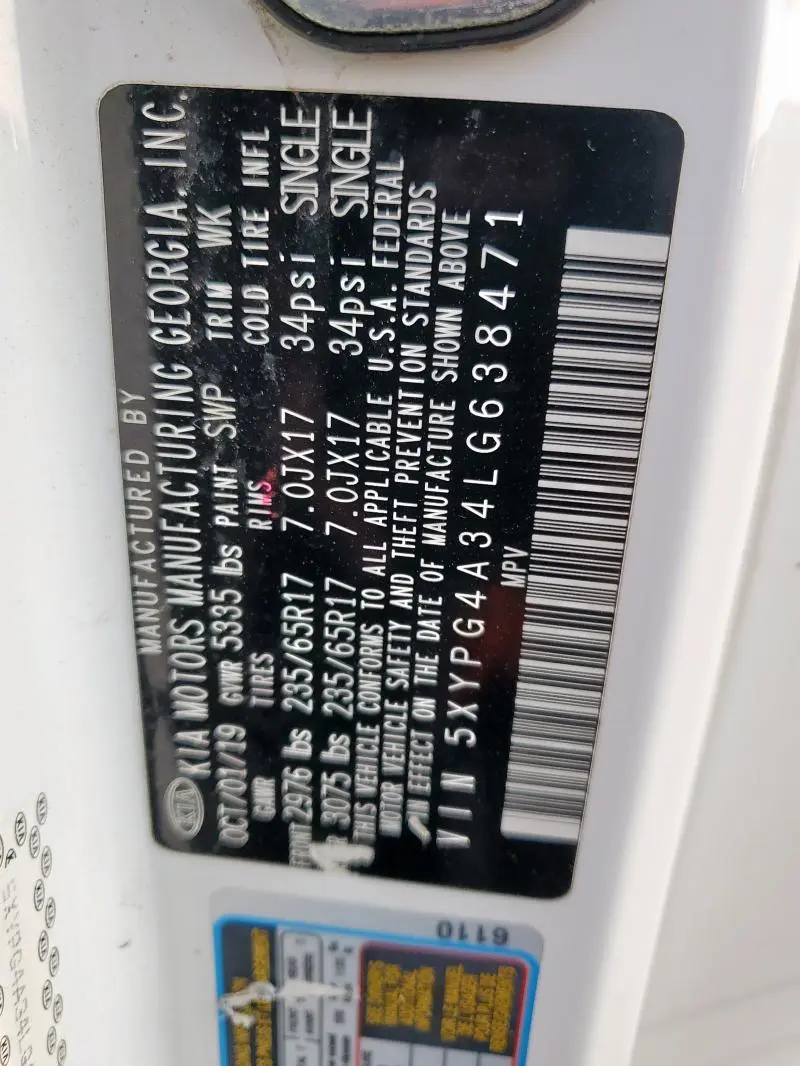 MANUFACTURED BY
KIA KIA MOTORS MANUFACTURING GEORGIA, INC.
OCT/01/19 GVWR 5335 lbs PAINT SWP TRIM WK
GAWR TIRES RIMS COLD TIRE INFL
FRONT 2976 lbs 235/65R17 7.0JX17 34psi SINGLE
3075 lbs 235/65R17 7.0JX17 34psi SINGLE
THIS VEHICLE CONFORMS TO ALL APPLICABLE U.S.A. FEDERAL
MOTOR VEHICLE SAFETY AND THEFT PREVENTION STANDARDS
IN EFFECT ON THE DATE OF MANUFACTURE SHOWN ABOVE
VIN 5XYPG4A34LG638471
MPV
6110